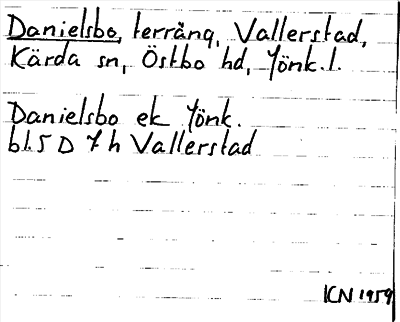 Danielsbo, terräng, Vallerstad,
Kärda sn, Östbo hd, Jönk. l.
Danielsbo ek Jönk.
bl. 5 D 7 h Vallerstad
KN 1959